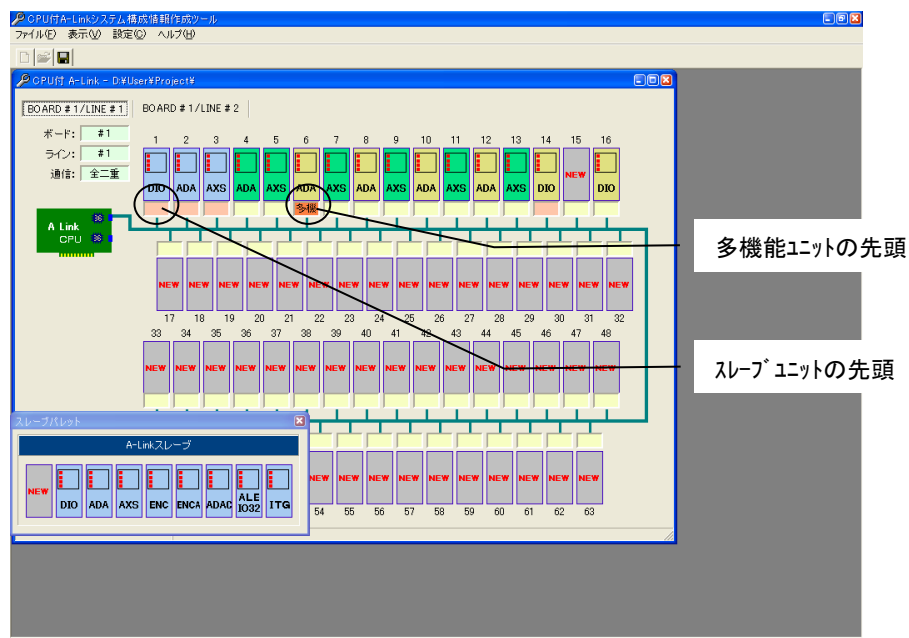 CPU付A-Linkシステム構成情報作成ツール
ファイル(F) 表示(V) 設定(C) ヘルプ(H)
CPU付 A-Link - D:¥User¥Project¥
BOARD#1/LINE#1 BOARD#1/LINE#2
ボード: #1
ライン: #1
通信: 全二重
1 2 3 4 5 6 7 8 9 10 11 12 13 14 15 16
DIO ADA AXS ADA AXS ADA AXS ADA ADA ADA AXS ADA AXS DIO NEW DIO
多機
A Link
CPU
多機能ユニットの先頭
NEW NEW NEW NEW NEW NEW NEW NEW NEW NEW NEW NEW NEW NEW NEW NEW
17 18 19 20 21 22 23 24 25 26 27 28 29 30 31 32
33 34 35 36 37 38 39 40 41 42 43 44 45 46 47 48
NEW NEW NEW NEW NEW NEW NEW NEW NEW NEW NEW NEW NEW NEW NEW NEW
スレーブユニットの先頭
スレーブパレット
A-Linkスレーブ
NEW DIO ADA AXS ENC ENCA ADAC ALE IO32 ITG
NEW NEW NEW NEW NEW NEW NEW NEW NEW NEW
54 55 56 57 58 59 60 61 62 63